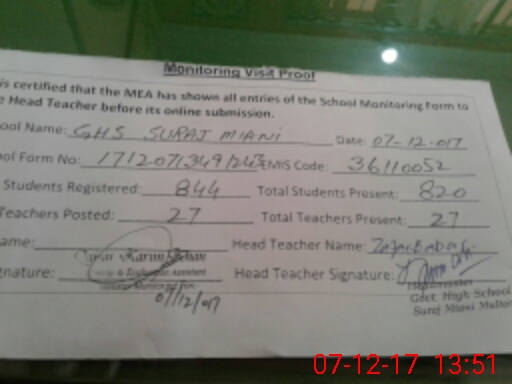 Monitoring Visit Proof
is certified that the MEA has shown all entries of the School Monitoring Form to
e Head Teacher before its online submission.
ool Name: GHS SURAJ MIANI Date: 07-12-017
ool Form No: EMIS Code: 36110052
Students Registered: 844 Total Students Present: 820
Teachers Posted: 27 Total Teachers Present: 27
ame: Head Teacher Name:
gnature: Head Teacher Signature:
07/12/017
Govt. High School
Suraj Miani Multan
07-12-17 13:51